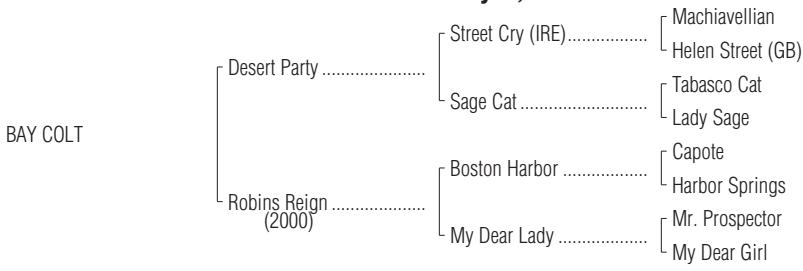 Machiavellian
Street Cry (IRE)..................
Helen Street (GB)
Desert Party ......................
Tabasco Cat
Sage Cat ...........................
Lady Sage
BAY COLT
Capote
Boston Harbor ..................
Harbor Springs
Robins Reign ....................
(2000)
Mr. Prospector
My Dear Lady ...................
My Dear Girl